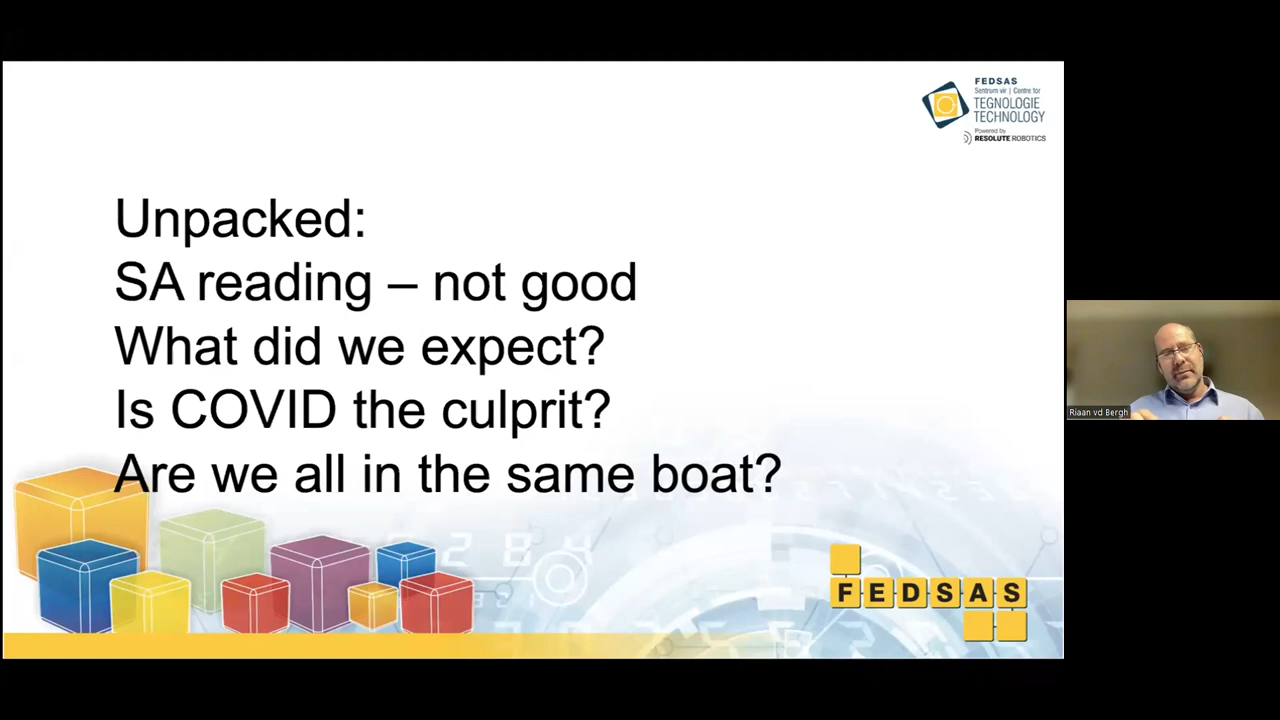 FEDSAS
Sentrum vir | Centre for
TEGNOLOGIE
TECHNOLOGY
Powered by
RESOLUTE ROBOTICS
Unpacked:
SA reading – not good
What did we expect?
Is COVID the culprit?
Are we all in the same boat?
Riaan vd Bergh
FEDSAS